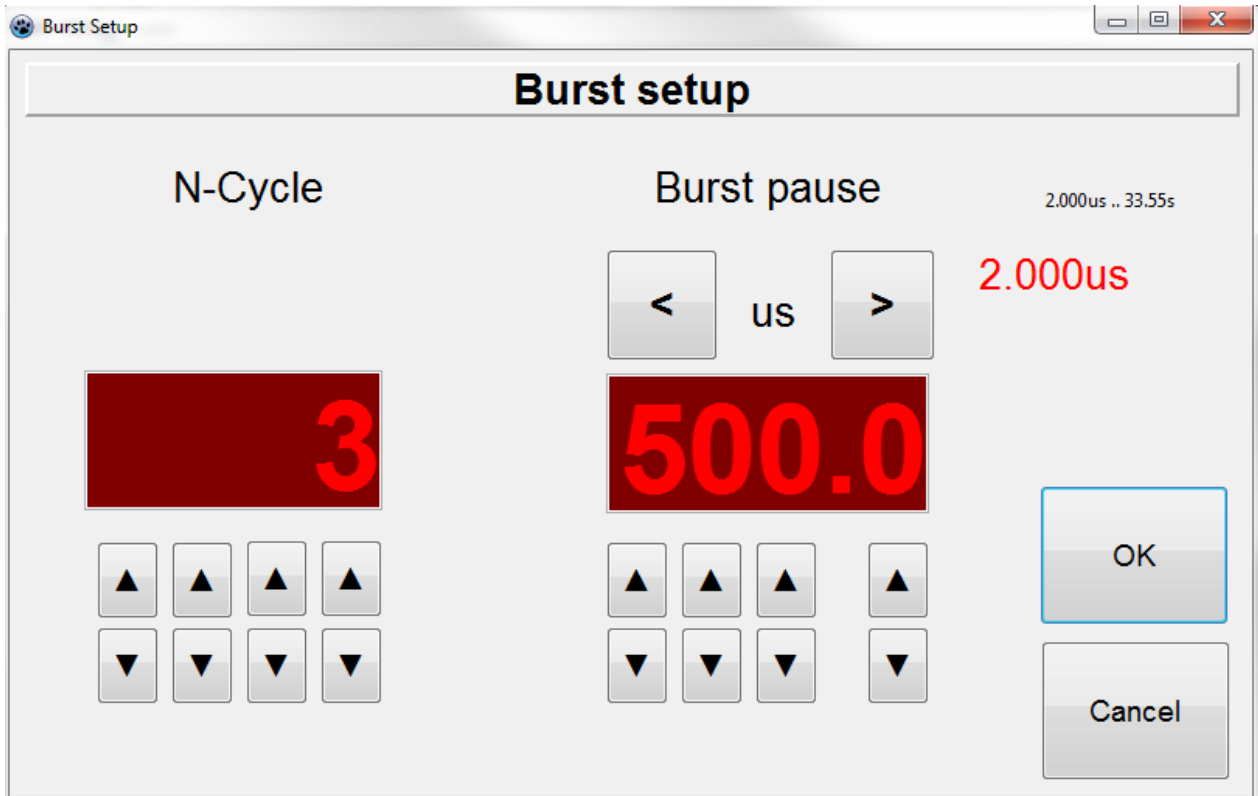 Burst Setup
Burst setup
N-Cycle
Burst pause
2.000us .. 33.55s
< us >
2.000us
3
500.0
▲ ▲ ▲ ▲ ▲ ▲ ▲ ▲
▼ ▼ ▼ ▼ ▼ ▼ ▼ ▼
OK
Cancel